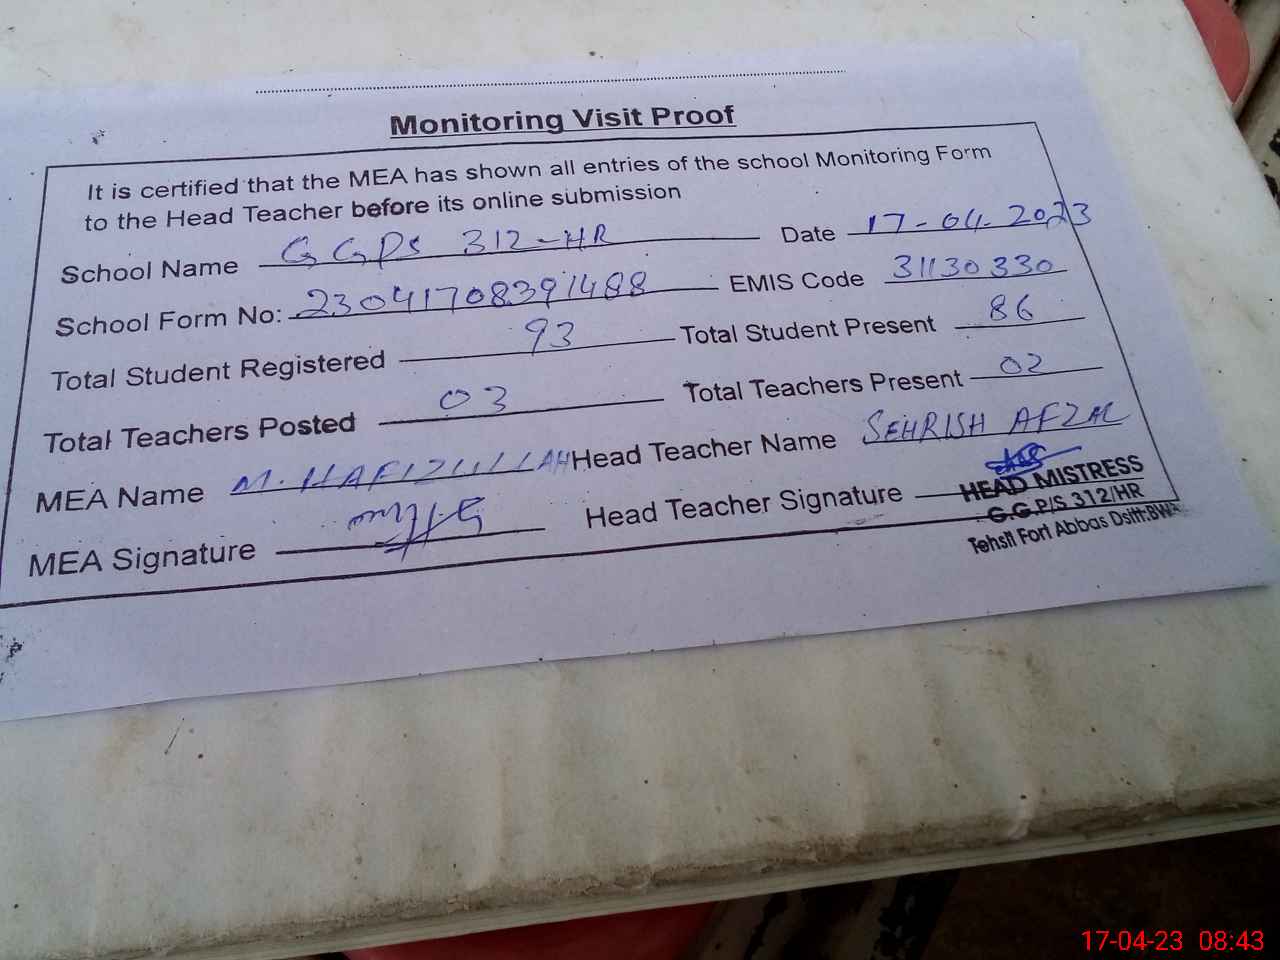 Monitoring Visit Proof
It is certified that the MEA has shown all entries of the school Monitoring Form
to the Head Teacher before its online submission
School Name GGPS 312-HR Date 17-04-2023
School Form No: 23041708391488 EMIS Code 31130330
Total Student Registered 93 Total Student Present 86
Total Teachers Posted 03 Total Teachers Present 02
MEA Name M. HAFIZULLAH Head Teacher Name SEHRISH AFZAL
MEA Signature Head Teacher Signature
HEAD MISTRESS
G.G.P/S 312/HR
Tehsil Fort Abbas Dsitt:BWN
17-04-23 08:43